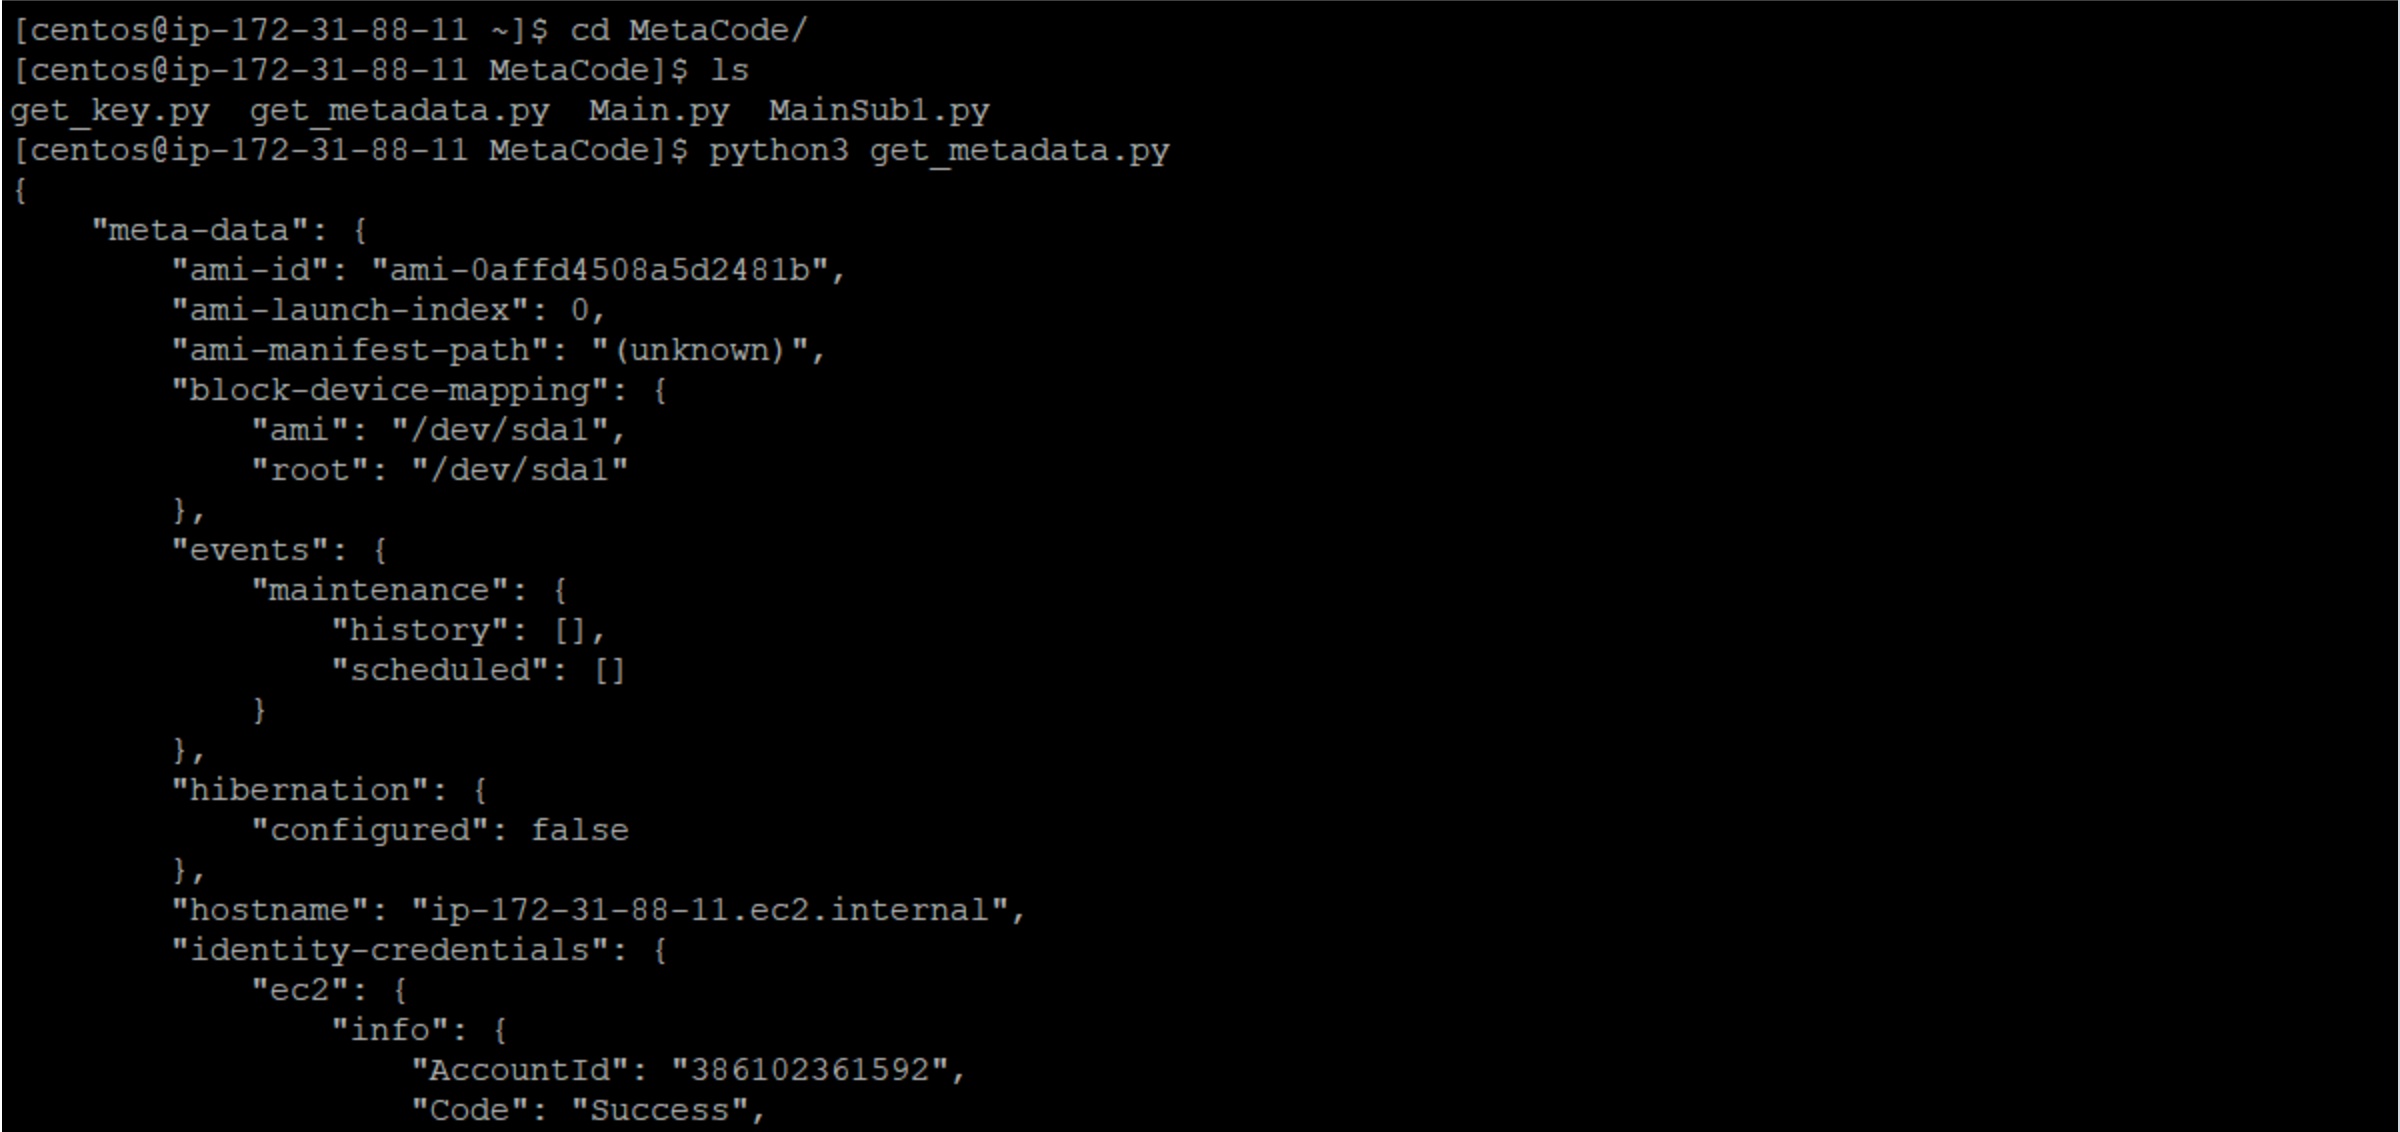 [centos@ip-172-31-88-11 ~]$ cd MetaCode/
[centos@ip-172-31-88-11 MetaCode]$ ls
get_key.py  get_metadata.py  Main.py  MainSub1.py
[centos@ip-172-31-88-11 MetaCode]$ python3 get_metadata.py
{
    "meta-data": {
        "ami-id": "ami-0affd4508a5d2481b",
        "ami-launch-index": 0,
        "ami-manifest-path": "(unknown)",
        "block-device-mapping": {
            "ami": "/dev/sda1",
            "root": "/dev/sda1"
        },
        "events": {
            "maintenance": {
                "history": [],
                "scheduled": []
            }
        },
        "hibernation": {
            "configured": false
        },
        "hostname": "ip-172-31-88-11.ec2.internal",
        "identity-credentials": {
            "ec2": {
                "info": {
                    "AccountId": "386102361592",
                    "Code": "Success",